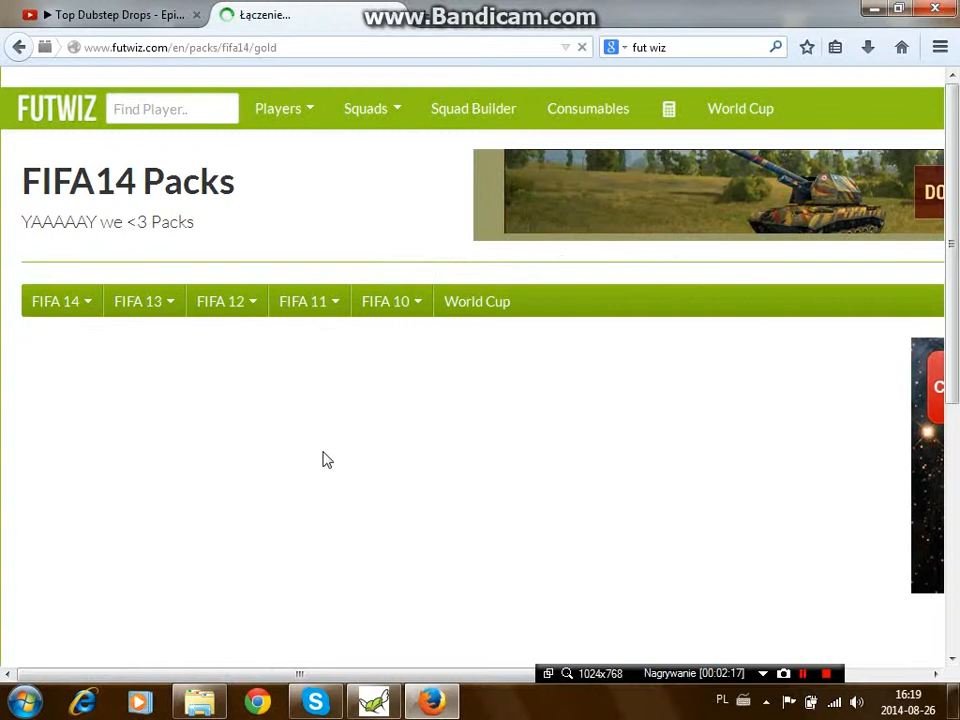 ▶ Top Dubstep Drops - Epi...
Łączenie...
www.Bandicam.com
www.futwiz.com/en/packs/fifa14/gold
fut wiz
FUTWIZ
Find Player..
Players
Squads
Squad Builder
Consumables
World Cup
FIFA14 Packs
YAAAAAY we <3 Packs
DO
FIFA 14
FIFA 13
FIFA 12
FIFA 11
FIFA 10
World Cup
C
1024x768
Nagrywanie [00:02:17]
PL
16:19
2014-08-26